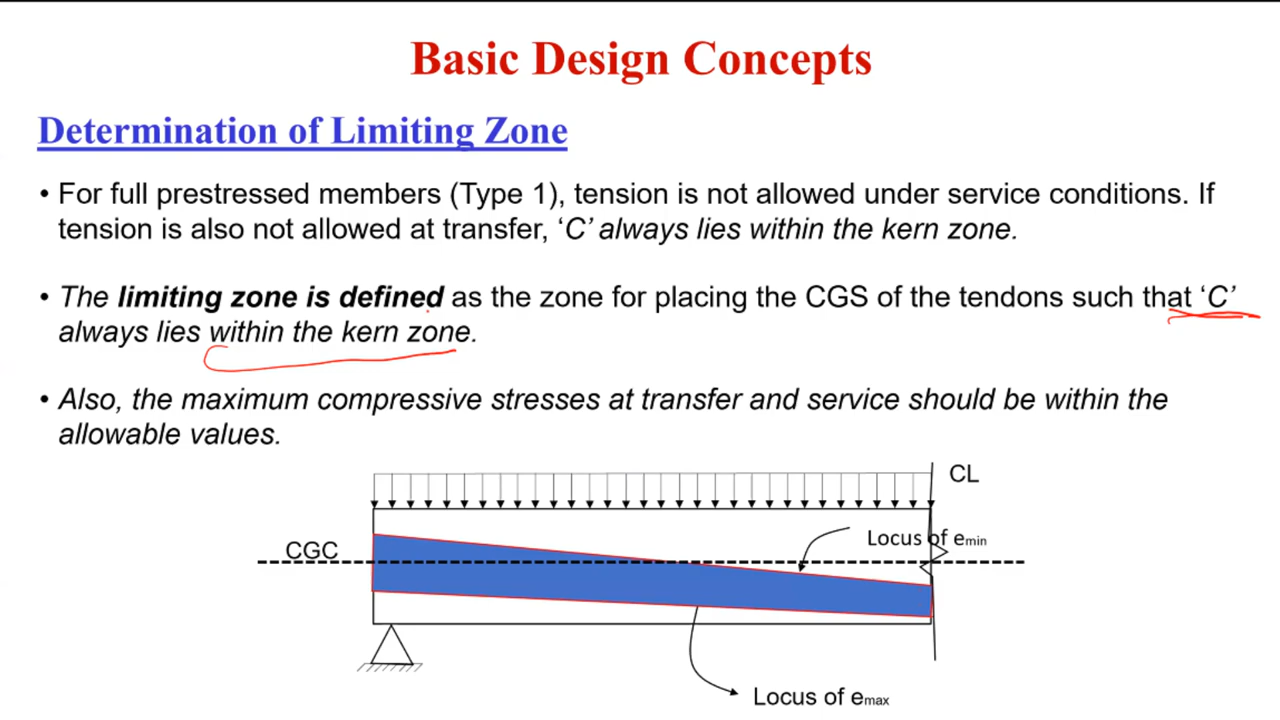 Basic Design Concepts
Determination of Limiting Zone
• For full prestressed members (Type 1), tension is not allowed under service conditions. If
tension is also not allowed at transfer, ‘C’ always lies within the kern zone.
• The limiting zone is defined as the zone for placing the CGS of the tendons such that ‘C’
always lies within the kern zone.
• Also, the maximum compressive stresses at transfer and service should be within the
allowable values.
CL
Locus of emin
CGC
Locus of emax